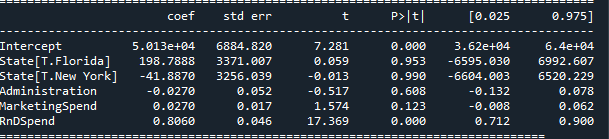 coef std err t P>|t| [0.025 0.975]
Intercept 5.013e+04 6884.820 7.281 0.000 3.62e+04 6.4e+04
State[T.Florida] 198.7888 3371.007 0.059 0.953 -6595.030 6992.607
State[T.New York] -41.8870 3256.039 -0.013 0.990 -6604.003 6520.229
Administration -0.0270 0.052 -0.517 0.608 -0.132 0.078
MarketingSpend 0.0270 0.017 1.574 0.123 -0.008 0.062
RnDSpend 0.8060 0.046 17.369 0.000 0.712 0.900